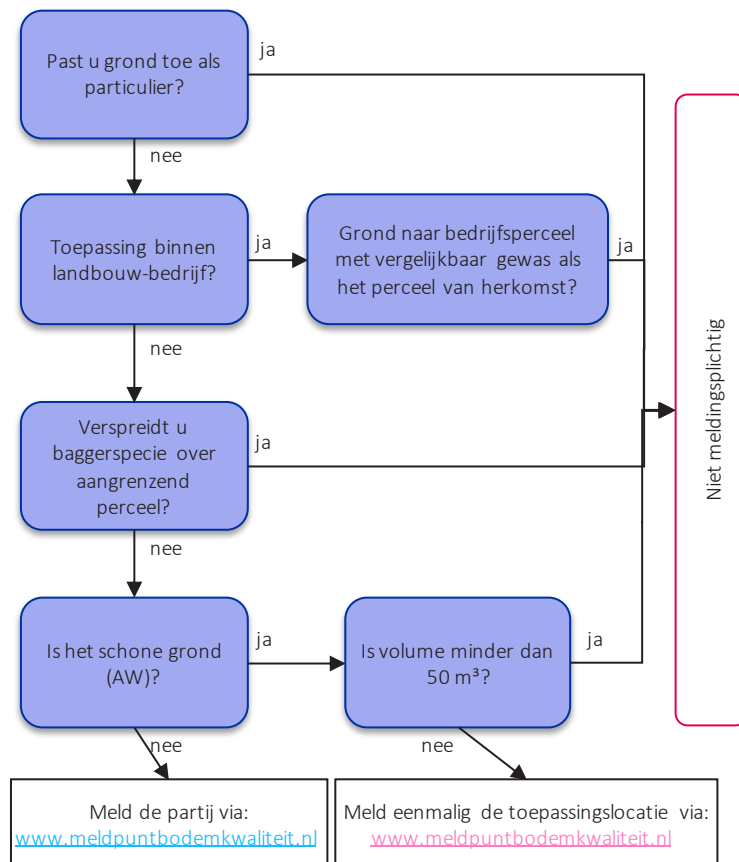 Past u grond toe als
particulier?
ja
nee
Toepassing binnen
landbouw-bedrijf?
ja
Grond naar bedrijfsperceel
met vergelijkbaar gewas als
het perceel van herkomst?
ja
nee
Verspreidt u
baggerspecie over
aangrenzend
perceel?
ja
nee
Is het schone grond
(AW)?
ja
Is volume minder dan
50 m³?
ja
nee
nee
Meld de partij via:
www.meldpuntbodemkwaliteit.nl
Meld eenmalig de toepassingslocatie via:
www.meldpuntbodemkwaliteit.nl
Niet meldingsplichtig